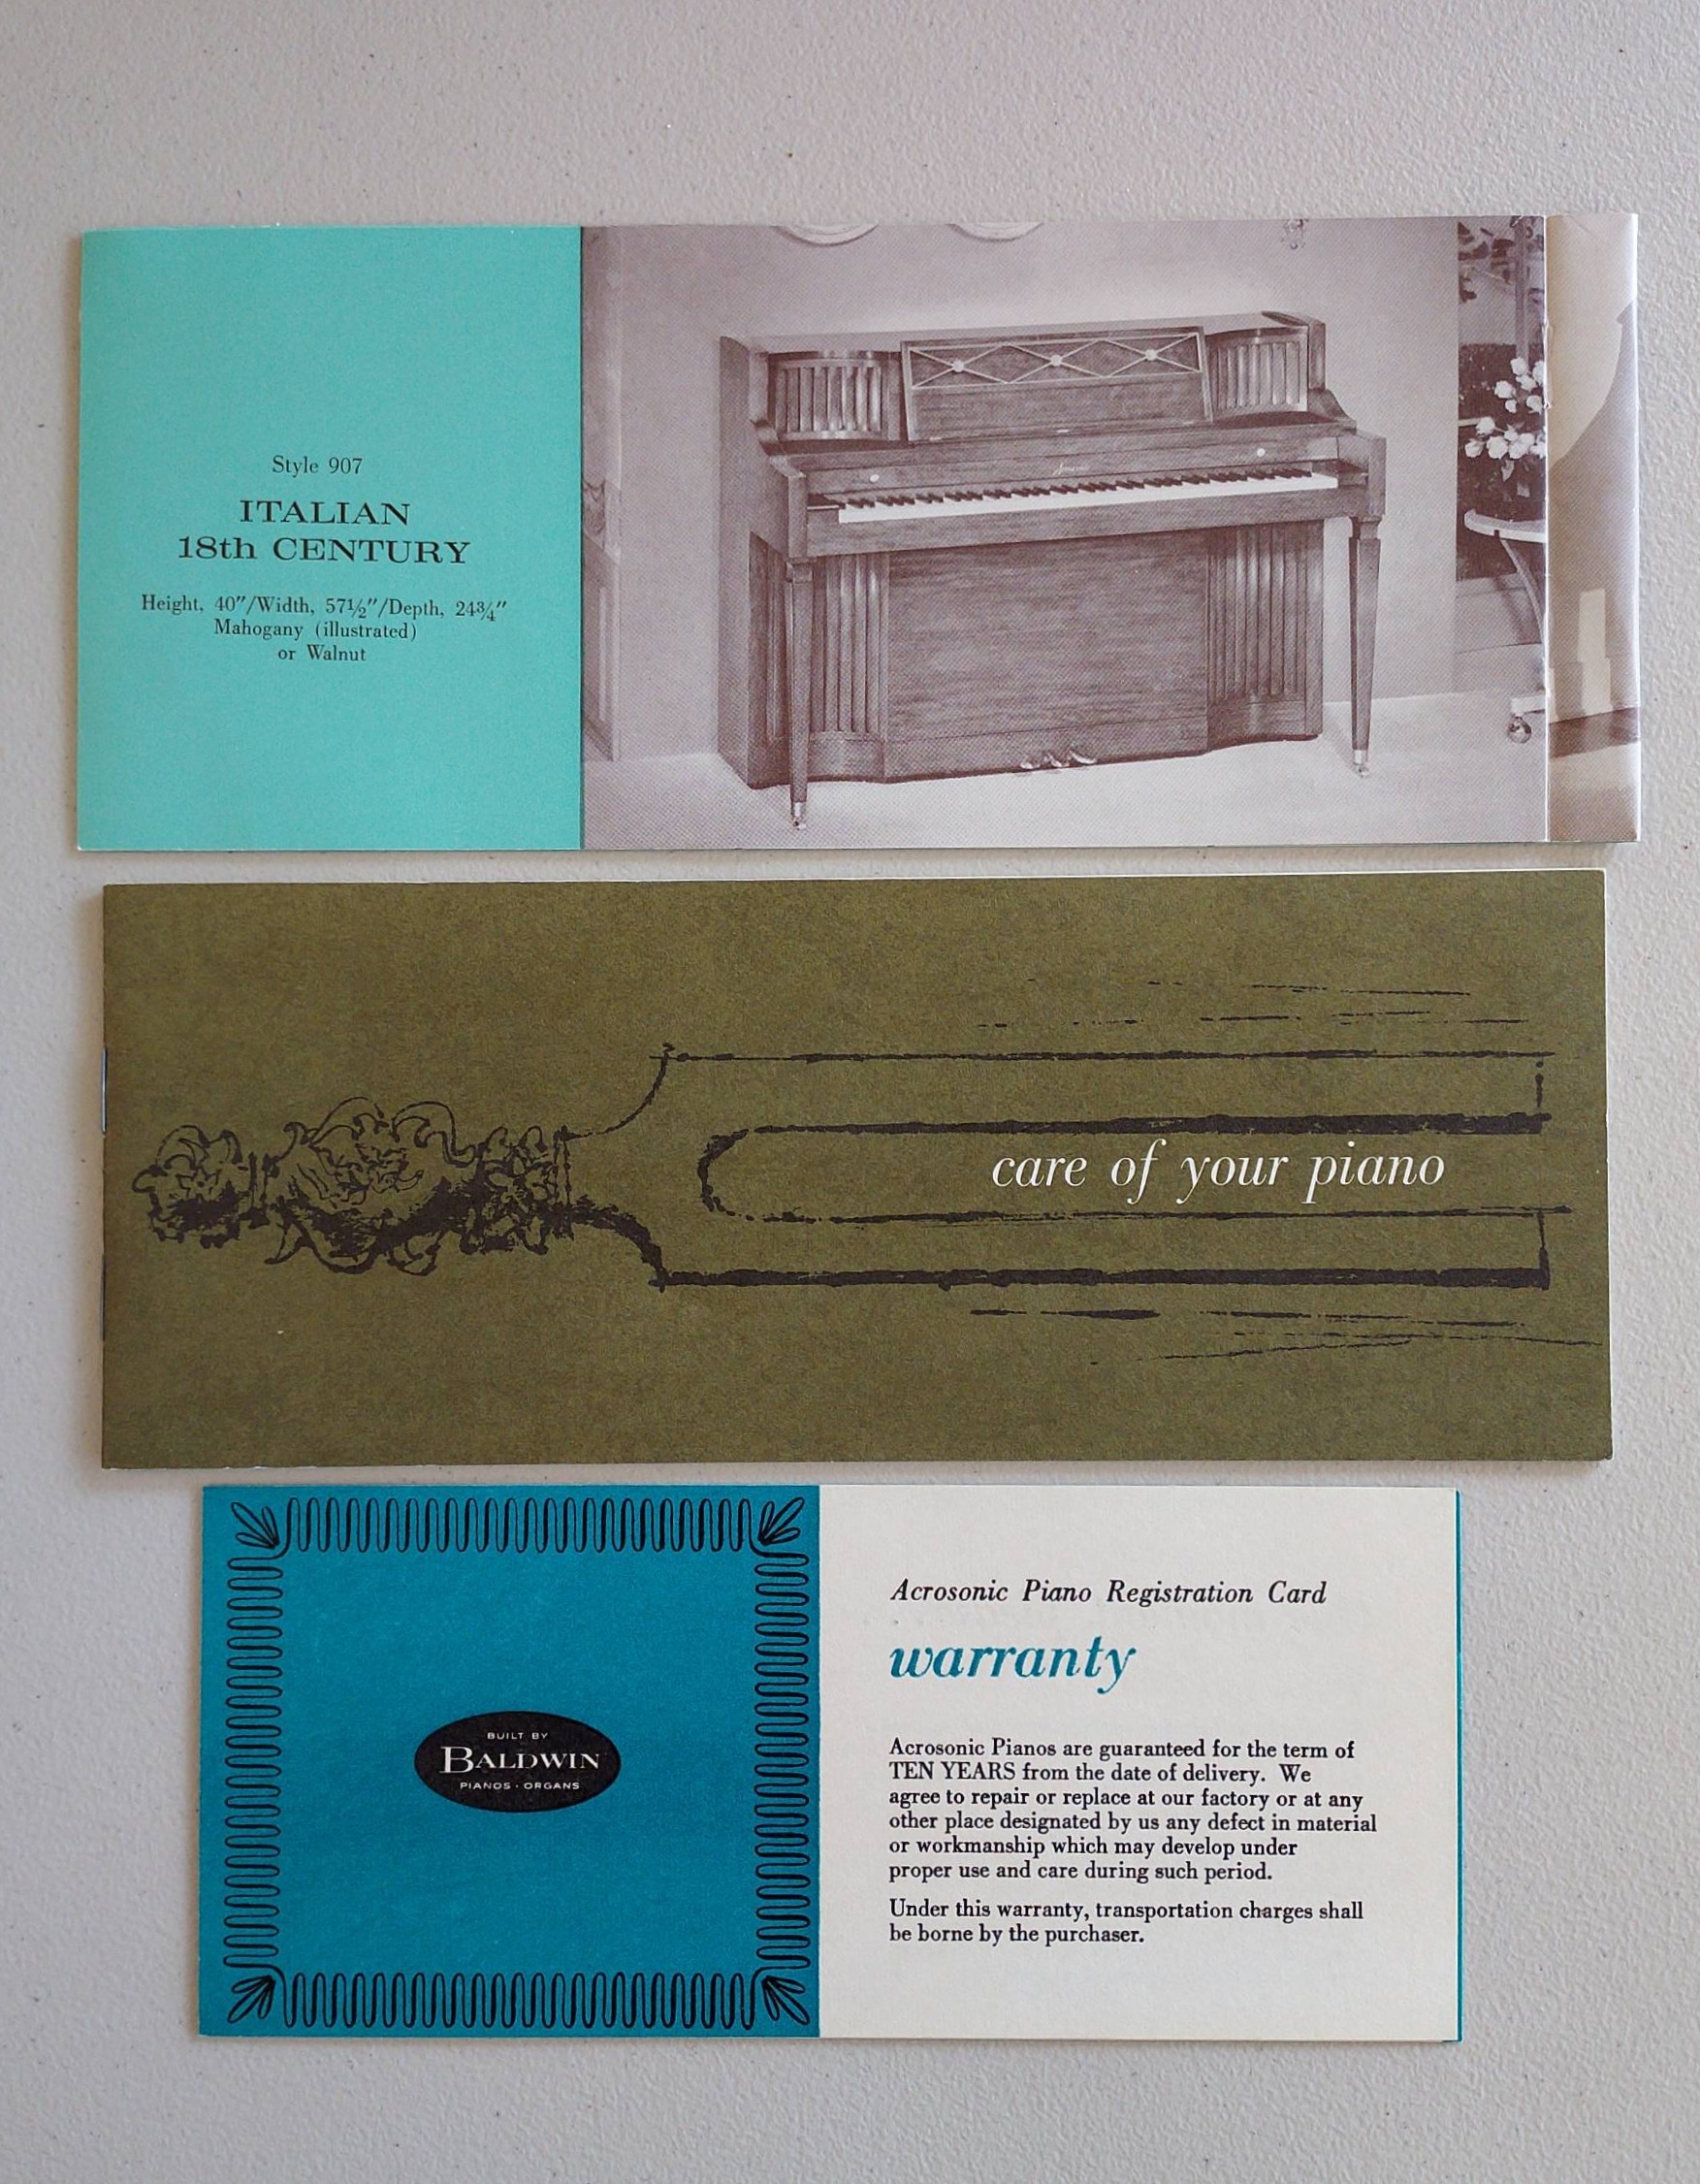 Style 907
ITALIAN
18th CENTURY
Height, 40″/Width, 57½″/Depth, 24¾″
Mahogany (illustrated)
or Walnut
Acrosonic
care of your piano
BUILT BY
BALDWIN
PIANOS · ORGANS
Acrosonic Piano Registration Card
warranty
Acrosonic Pianos are guaranteed for the term of
TEN YEARS from the date of delivery. We
agree to repair or replace at our factory or at any
other place designated by us any defect in material
or workmanship which may develop under
proper use and care during such period.
Under this warranty, transportation charges shall
be borne by the purchaser.